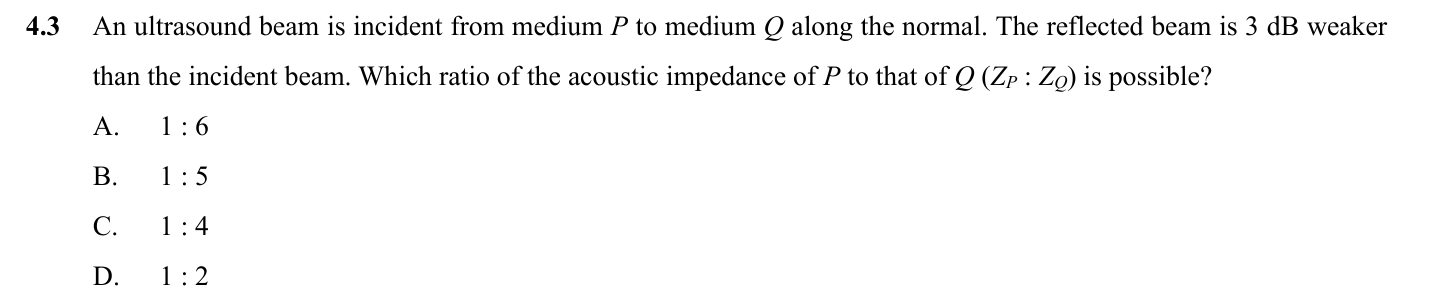 4.3 An ultrasound beam is incident from medium P to medium Q along the normal. The reflected beam is 3 dB weaker
than the incident beam. Which ratio of the acoustic impedance of P to that of Q (Z_P : Z_Q) is possible?
A. 1 : 6
B. 1 : 5
C. 1 : 4
D. 1 : 2